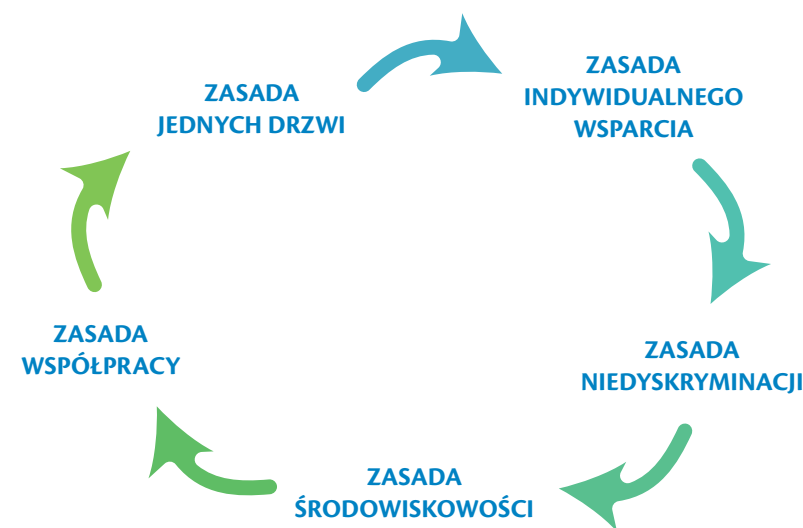 ZASADA
JEDNYCH DRZWI
ZASADA
INDYWIDUALNEGO
WSPARCIA
ZASADA
NIEDYSKRYMINACJI
ZASADA
ŚRODOWISKOWOŚCI
ZASADA
WSPÓŁPRACY